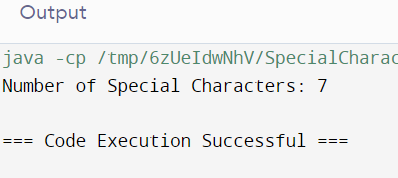 Output
java -cp /tmp/6zUeIdwNhV/SpecialCharac
Number of Special Characters: 7
=== Code Execution Successful ===